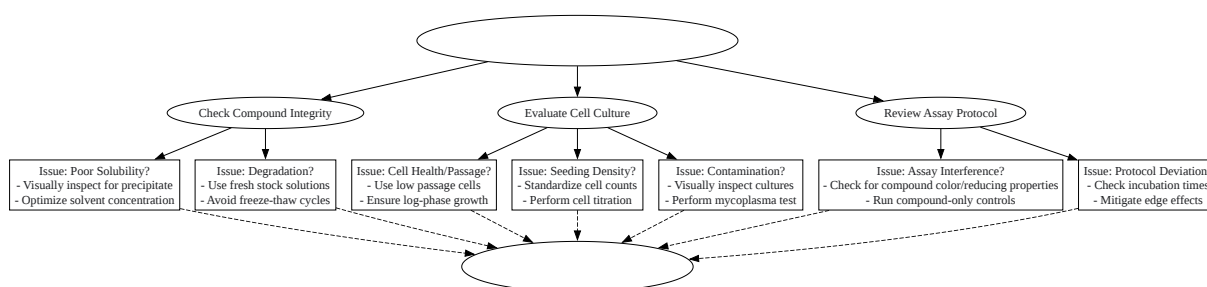 Check Compound Integrity
Evaluate Cell Culture
Review Assay Protocol
Issue: Poor Solubility?
- Visually inspect for precipitate
- Optimize solvent concentration
Issue: Degradation?
- Use fresh stock solutions
- Avoid freeze-thaw cycles
Issue: Cell Health/Passage?
- Use low passage cells
- Ensure log-phase growth
Issue: Seeding Density?
- Standardize cell counts
- Perform cell titration
Issue: Contamination?
- Visually inspect cultures
- Perform mycoplasma test
Issue: Assay Interference?
- Check for compound color/reducing properties
- Run compound-only controls
Issue: Protocol Deviation
- Check incubation times
- Mitigate edge effects